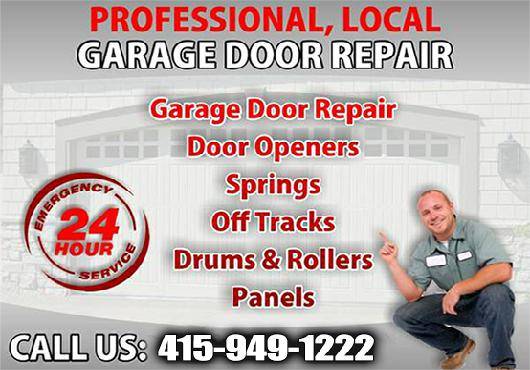 PROFESSIONAL, LOCAL
GARAGE DOOR REPAIR
Garage Door Repair
Door Openers
Springs
Off Tracks
Drums & Rollers
Panels
EMERGENCY
24
HOUR
SERVICE
CALL US: 415-949-1222